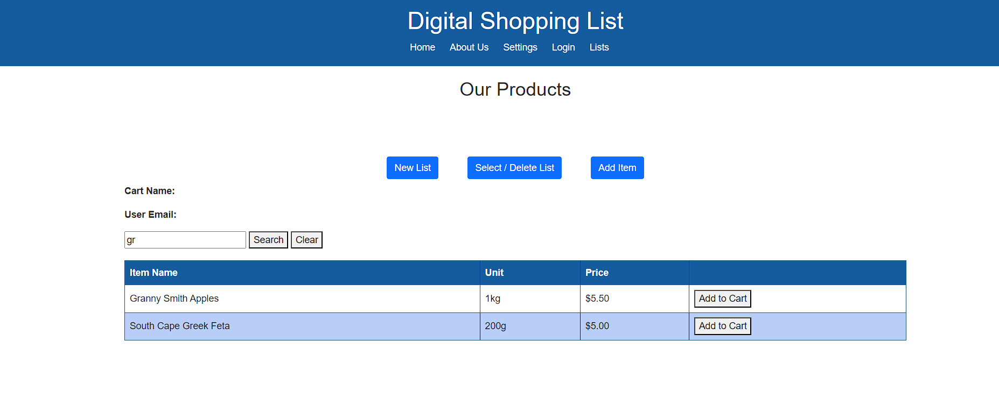 Digital Shopping List
Home About Us Settings Login Lists
Our Products
New List Select / Delete List Add Item
Cart Name:
User Email:
gr Search Clear
Item Name Unit Price
Granny Smith Apples 1kg $5.50 Add to Cart
South Cape Greek Feta 200g $5.00 Add to Cart